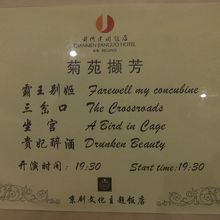 前门建国饭店
QIANMEN JIANGUO HOTEL
菊苑撷芳
霸王别姬 Farewell my concubine
三岔口 The Crossroads
坐宫 A Bird in Cage
贵妃醉酒 Drunken Beauty
开演时间：19:30 Start time:19:30
京剧文化主题饭店